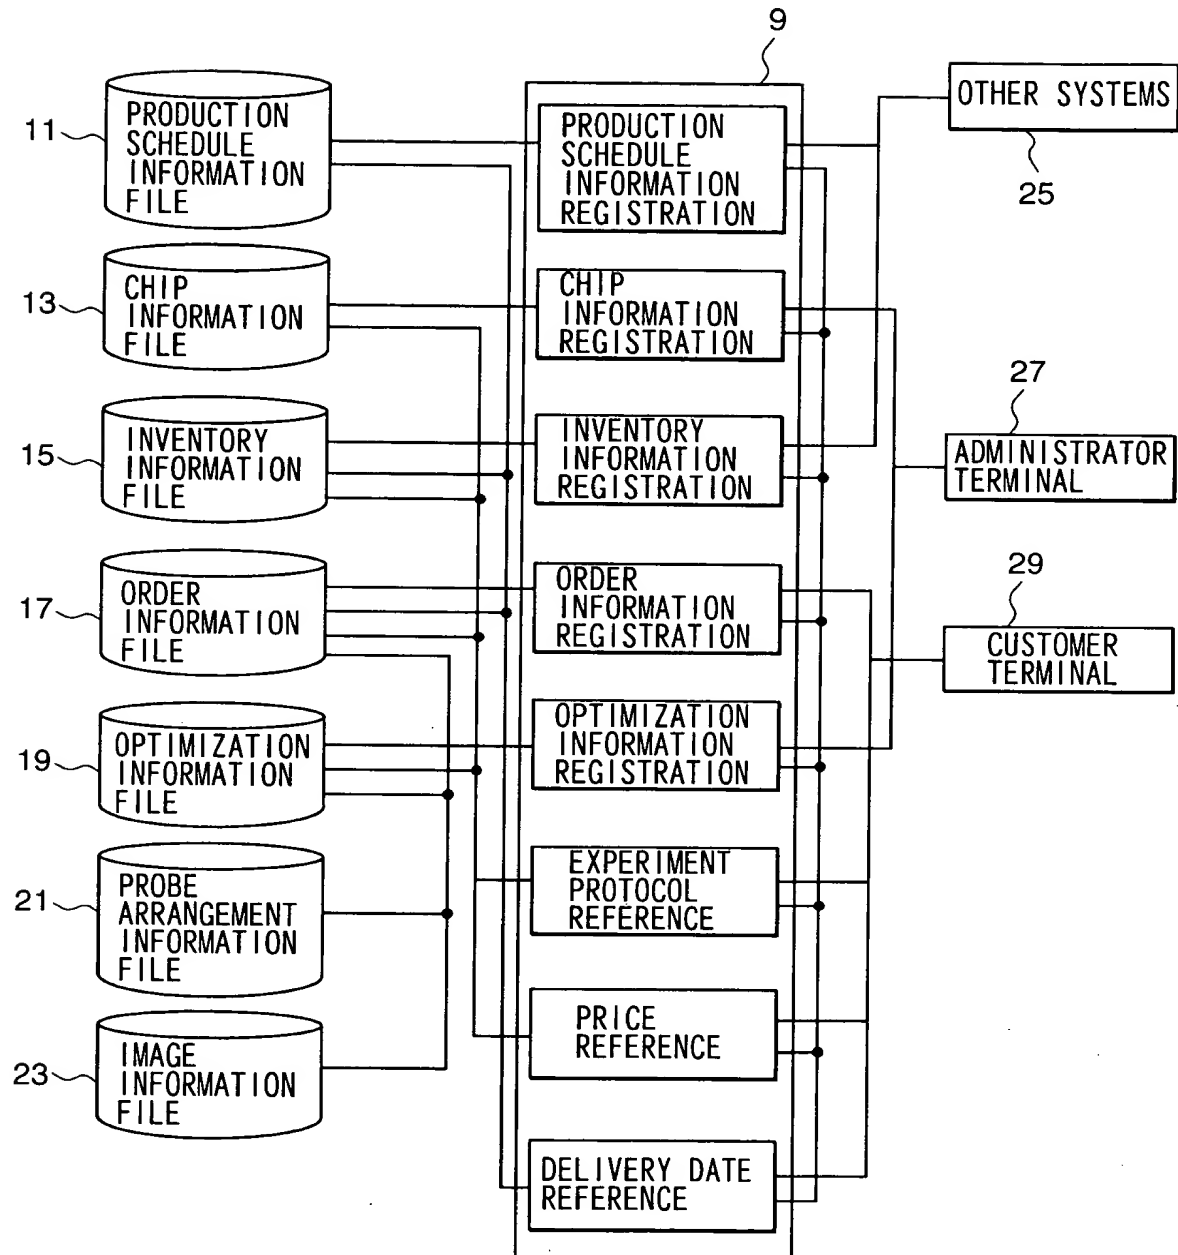 9
11
PRODUCTION
SCHEDULE
INFORMATION
FILE
13
CHIP
INFORMATION
FILE
15
INVENTORY
INFORMATION
FILE
17
ORDER
INFORMATION
FILE
19
OPTIMIZATION
INFORMATION
FILE
21
PROBE
ARRANGEMENT
INFORMATION
FILE
23
IMAGE
INFORMATION
FILE
PRODUCTION
SCHEDULE
INFORMATION
REGISTRATION
CHIP
INFORMATION
REGISTRATION
INVENTORY
INFORMATION
REGISTRATION
ORDER
INFORMATION
REGISTRATION
OPTIMIZATION
INFORMATION
REGISTRATION
EXPERIMENT
PROTOCOL
REFERENCE
PRICE
REFERENCE
DELIVERY DATE
REFERENCE
OTHER SYSTEMS
25
27
ADMINISTRATOR
TERMINAL
29
CUSTOMER
TERMINAL